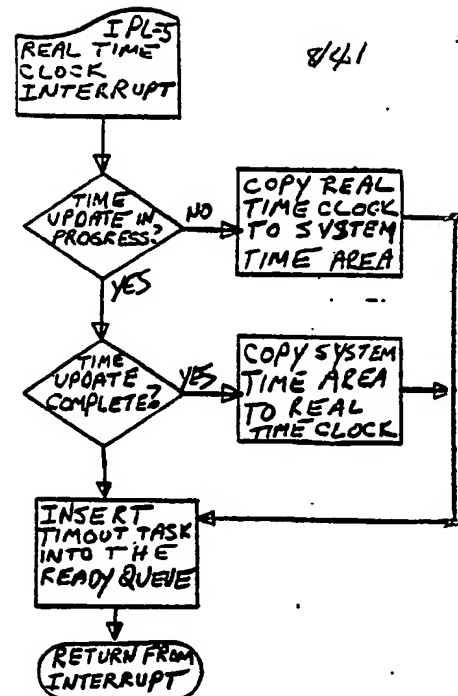 IPL=5
REAL TIME
CLOCK
INTERRUPT
8/41
TIME
UPDATE IN
PROGRESS?
NO
COPY REAL
TIME CLOCK
TO SYSTEM
TIME AREA
YES
TIME
UPDATE
COMPLETE?
YES
COPY SYSTEM
TIME AREA
TO REAL
TIME CLOCK
INSERT
TIMOUT TASK
INTO THE
READY QUEUE
RETURN FROM
INTERRUPT